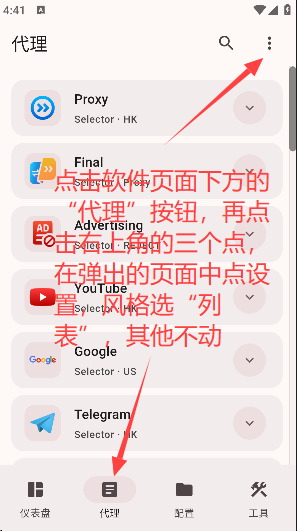 4:41 A
代理
Proxy
Selector · HK
Final
Selector · Proxy
点击软件页面下方的
“代理”按钮，再点
击右上角的三个点，
在弹出的页面中点设
置，风格选“列
表”，其他不动
AD
Advertising
Selector · REJECT
YouTube
Selector · HK
Google
Google
Selector · US
Telegram
Selector · HK
仪表盘 代理 配置 工具